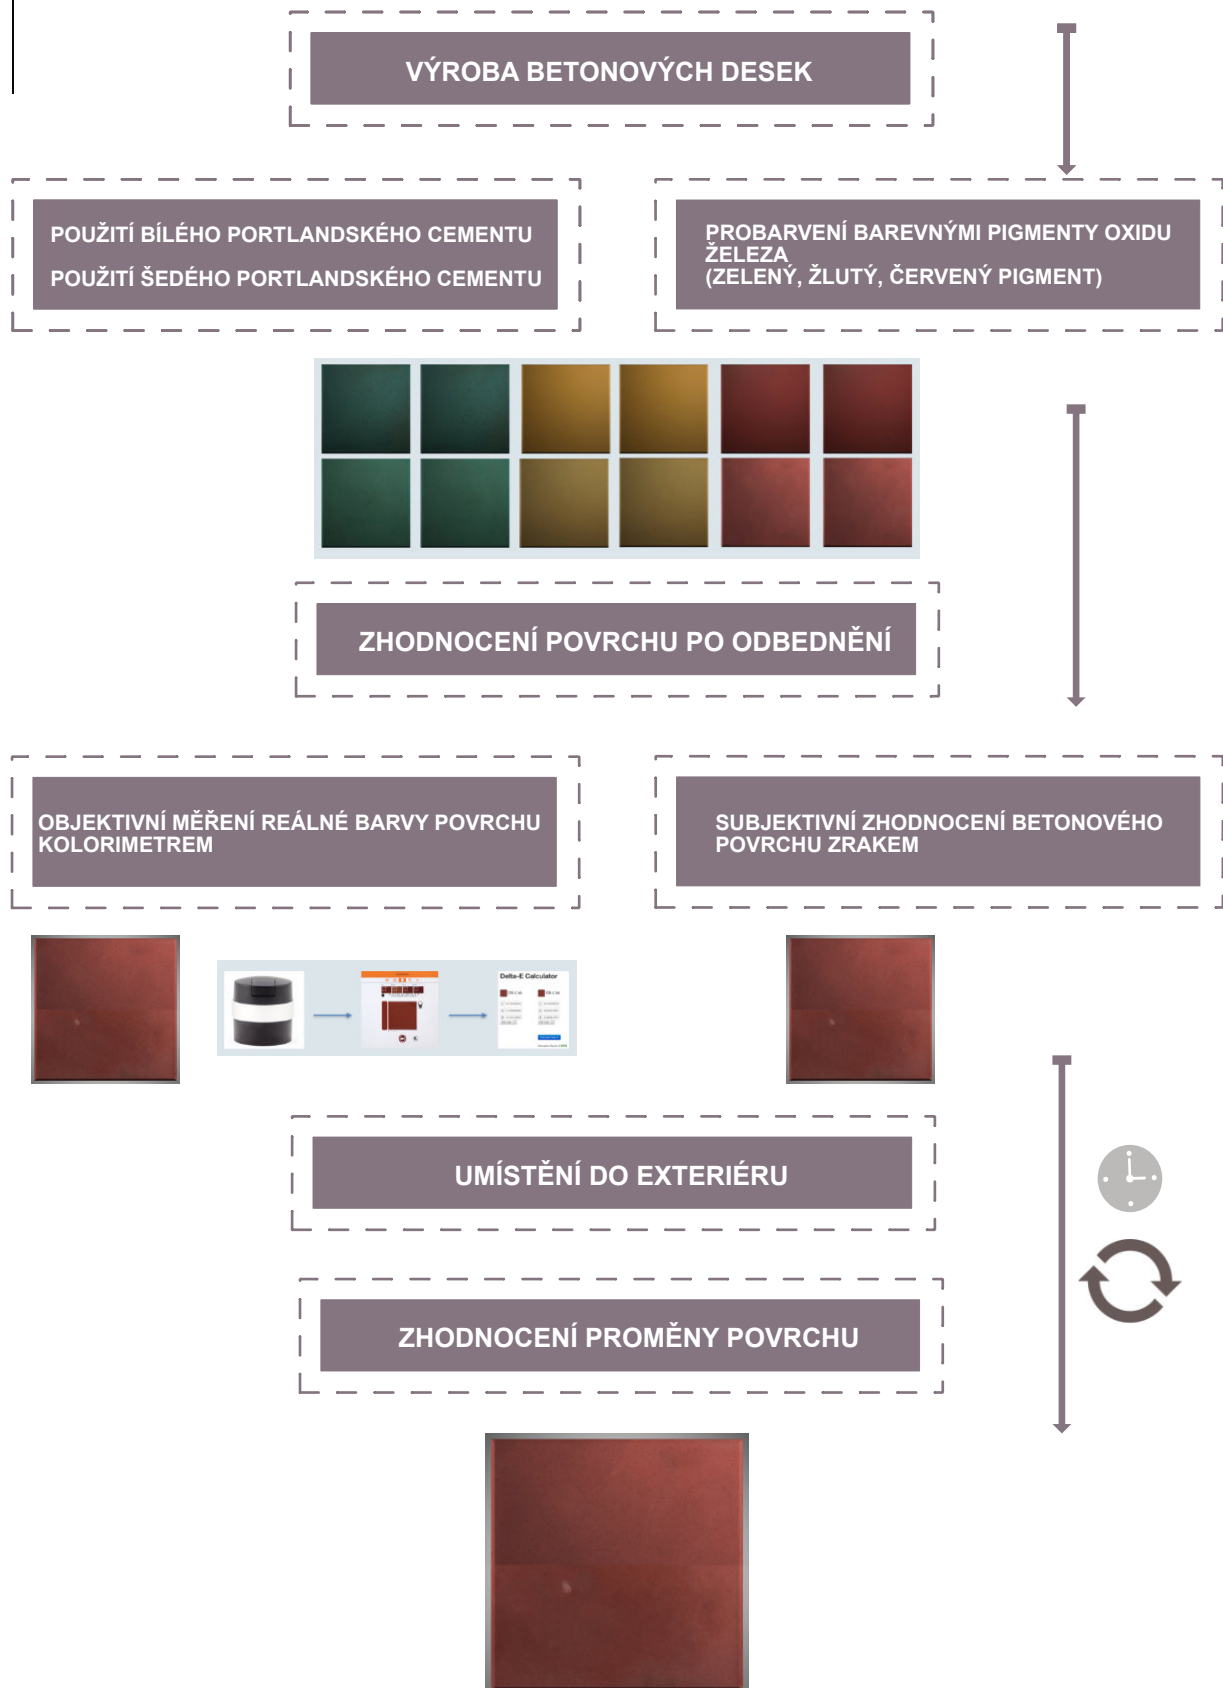 VÝROBA BETONOVÝCH DESEK
POUŽITÍ BÍLÉHO PORTLANDSKÉHO CEMENTU
POUŽITÍ ŠEDÉHO PORTLANDSKÉHO CEMENTU
PROBARVENÍ BAREVNÝMI PIGMENTY OXIDU
ŽELEZA
(ZELENÝ, ŽLUTÝ, ČERVENÝ PIGMENT)
ZHODNOCENÍ POVRCHU PO ODBEDNĚNÍ
OBJEKTIVNÍ MĚŘENÍ REÁLNÉ BARVY POVRCHU
KOLORIMETREM
SUBJEKTIVNÍ ZHODNOCENÍ BETONOVÉHO
POVRCHU ZRAKEM
Delta-E Calculator
UMÍSTĚNÍ DO EXTERIÉRU
ZHODNOCENÍ PROMĚNY POVRCHU